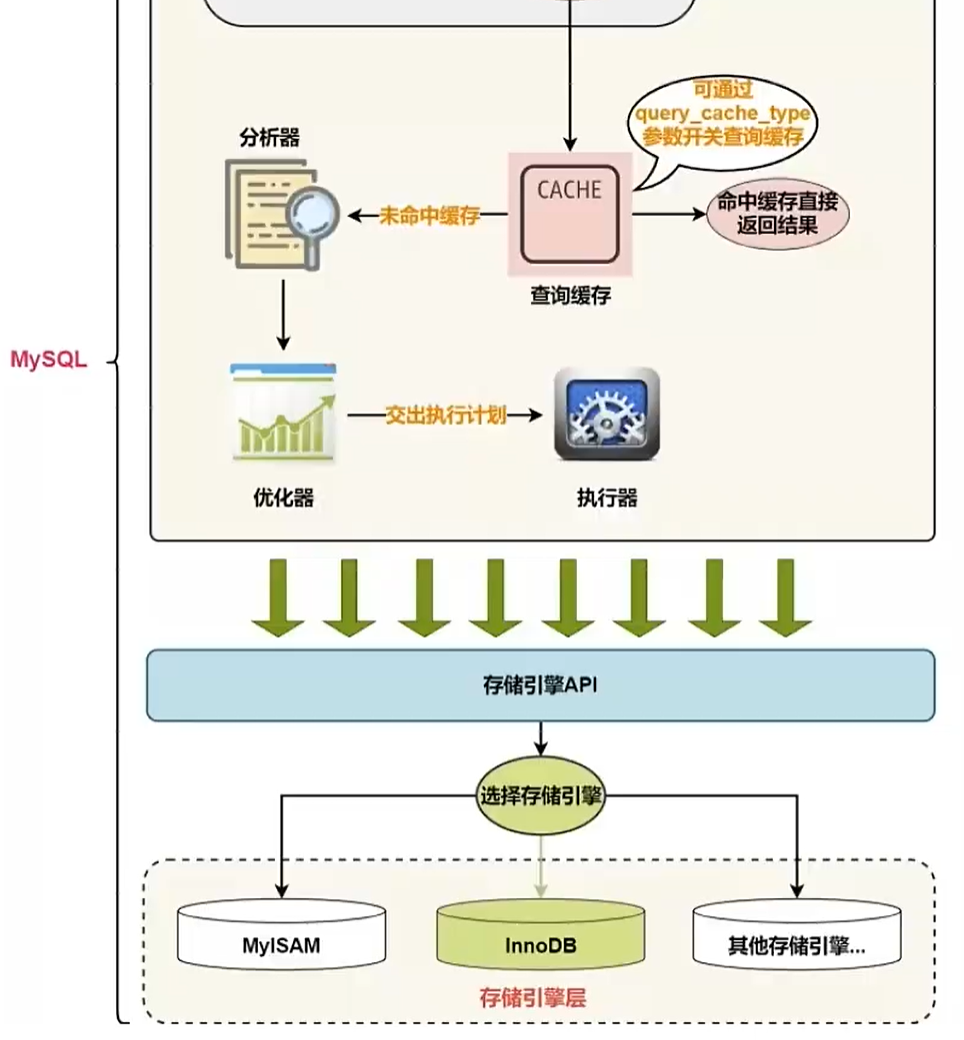 可通过
query_cache_type
参数开关查询缓存
分析器
CACHE
未命中缓存
命中缓存直接
返回结果
查询缓存
MySQL
交出执行计划
优化器
执行器
存储引擎API
选择存储引擎
MyISAM
InnoDB
其他存储引擎...
存储引擎层